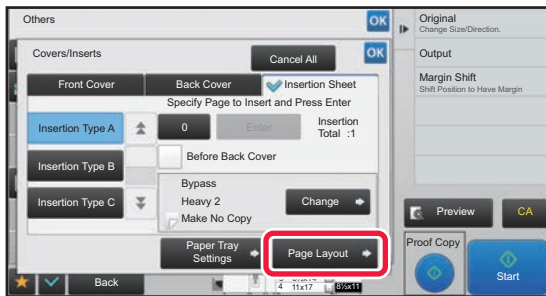 Others
OK
Original
Change Size/Direction.
Covers/Inserts
Cancel All
OK
Output
Front Cover
Back Cover
Insertion Sheet
Margin Shift
Shift Position to Have Margin
Specify Page to Insert and Press Enter
Insertion Type A
0
Enter
Insertion
Total :1
Before Back Cover
Insertion Type B
Bypass
Insertion Type C
Heavy 2
Change
Make No Copy
Preview
CA
Paper Tray
Settings
Page Layout
Proof Copy
Start
Back
4 11x17
8½x11